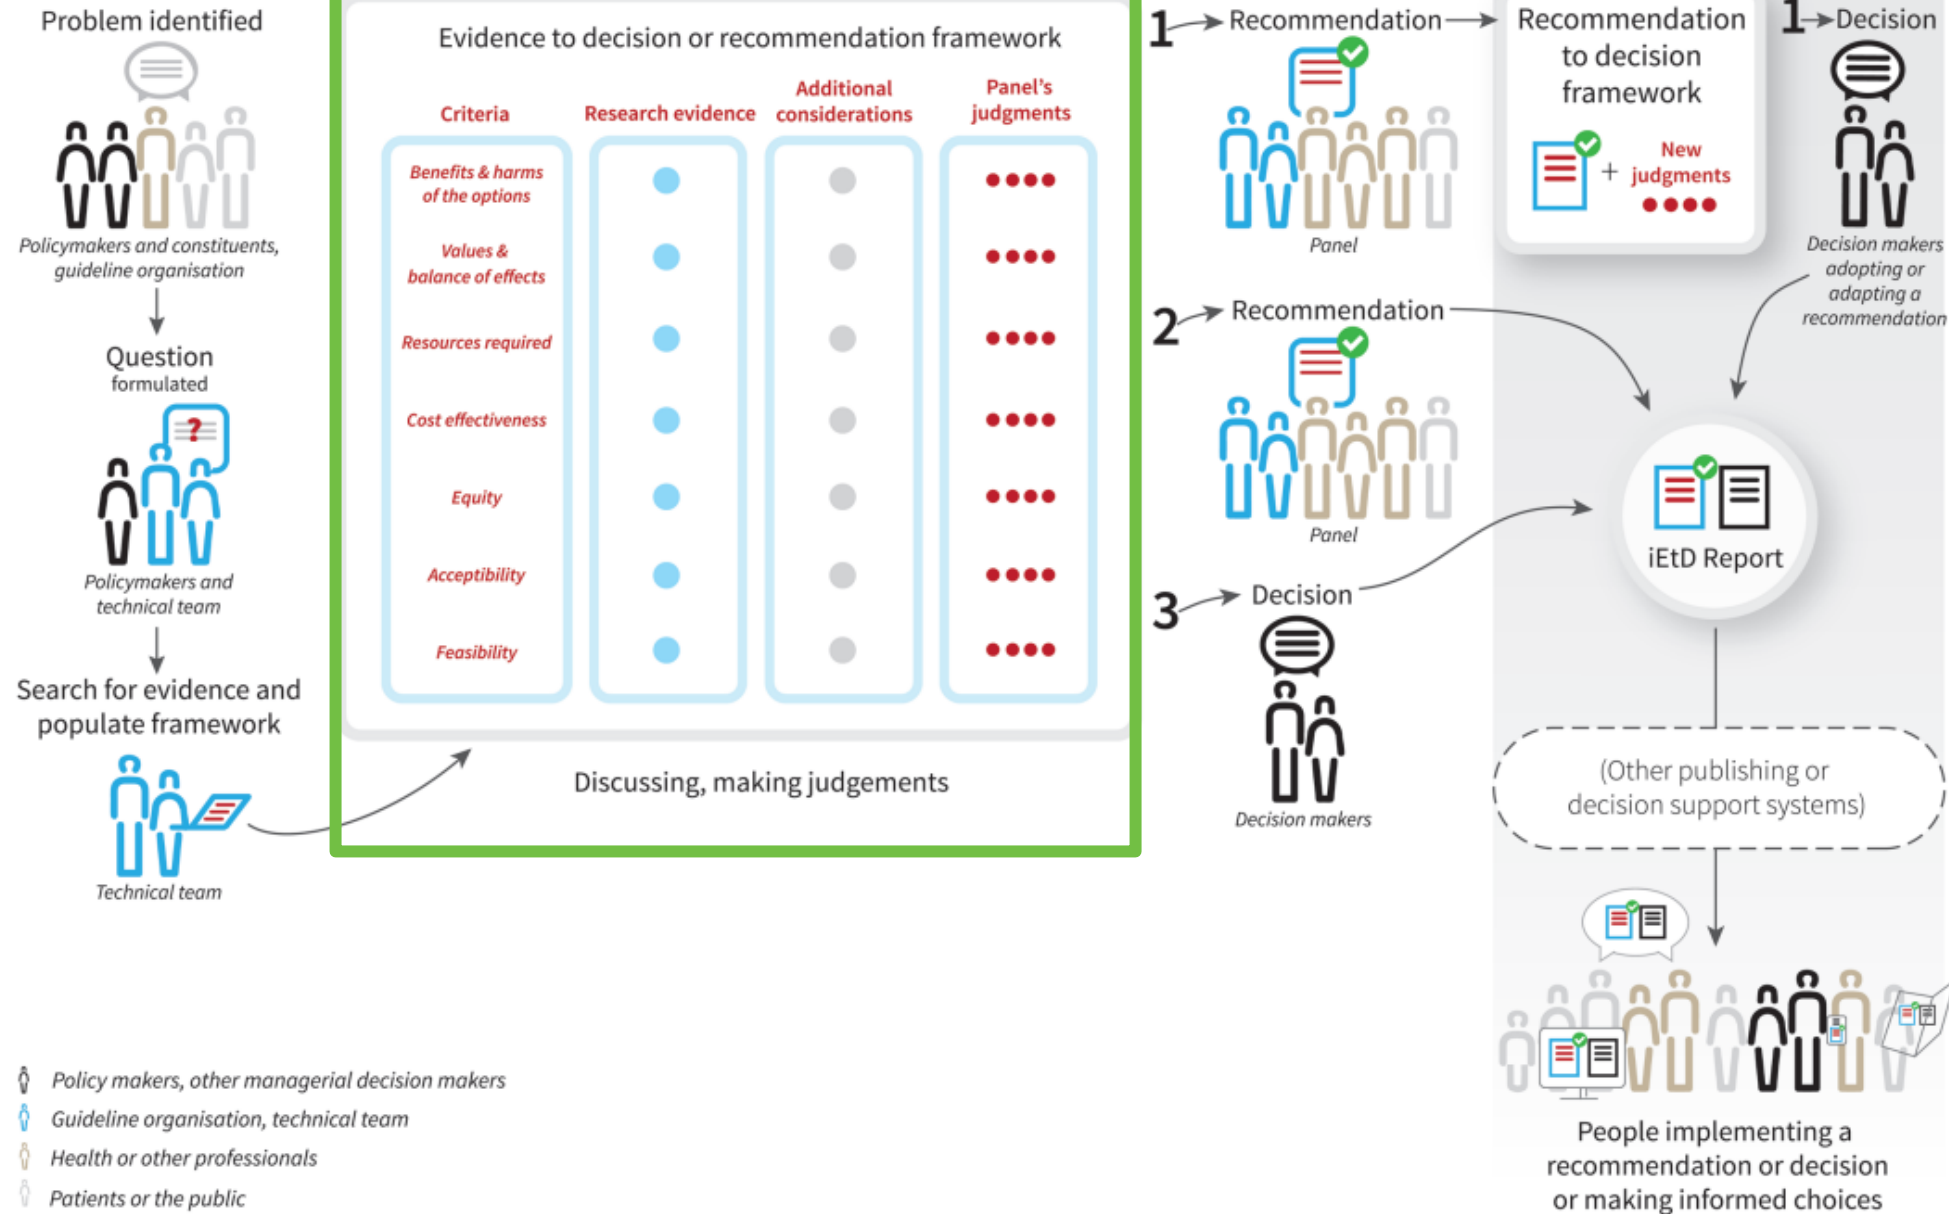 Problem identified
Policymakers and constituents,
guideline organisation
Question
formulated
?
Policymakers and
technical team
Search for evidence and
populate framework
Technical team
Evidence to decision or recommendation framework
Criteria
Research evidence
Additional
considerations
Panel's
judgments
Benefits & harms
of the options
Values &
balance of effects
Resources required
Cost effectiveness
Equity
Acceptibility
Feasibility
Discussing, making judgements
1
Recommendation
Panel
Recommendation
to decision
framework
+
New
judgments
1
Decision
Decision makers
adopting or
adapting a
recommendation
2
Recommendation
Panel
3
Decision
Decision makers
iEtD Report
(Other publishing or
decision support systems)
People implementing a
recommendation or decision
or making informed choices
Policy makers, other managerial decision makers
Guideline organisation, technical team
Health or other professionals
Patients or the public